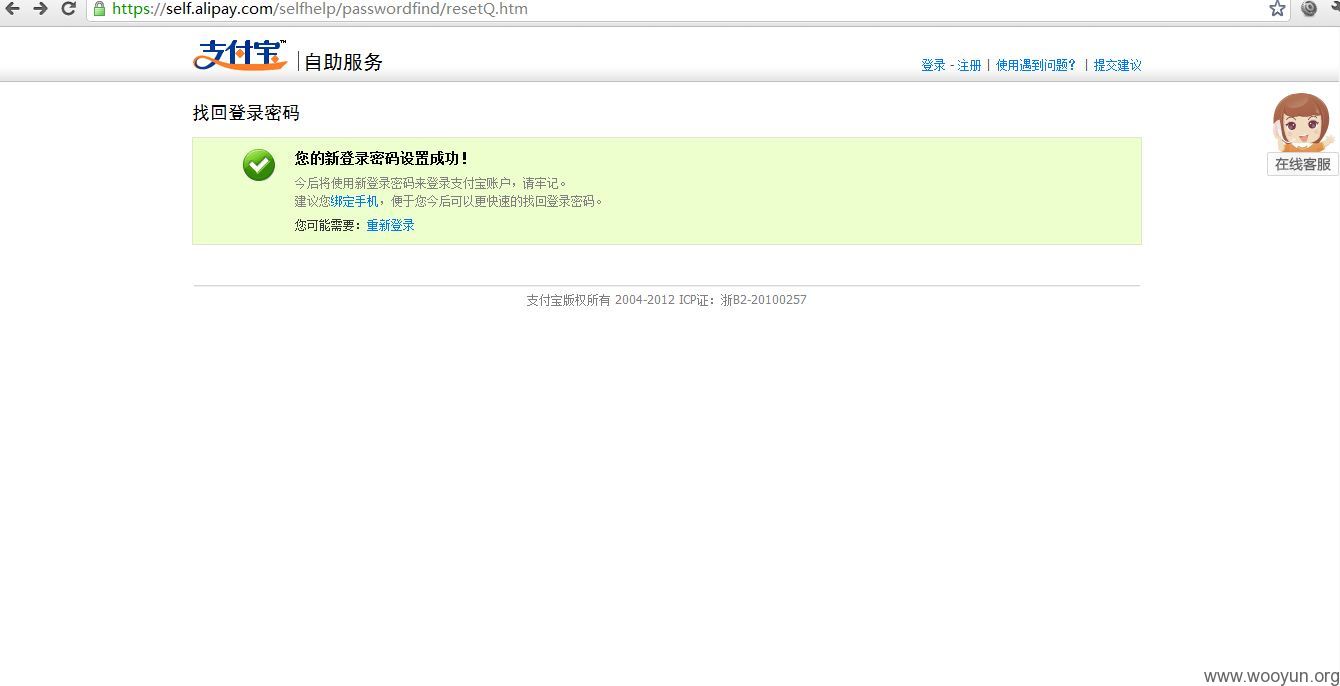 https://self.alipay.com/selfhelp/passwordfind/resetQ.htm
支付宝™ | 自助服务
登录 - 注册 | 使用遇到问题? | 提交建议
找回登录密码
在线客服
您的新登录密码设置成功!
今后将使用新登录密码来登录支付宝账户，请牢记。
建议您绑定手机，便于您今后可以更快速的找回登录密码。
您可能需要：重新登录
支付宝版权所有 2004-2012 ICP证：浙B2-20100257
www.wooyun.org